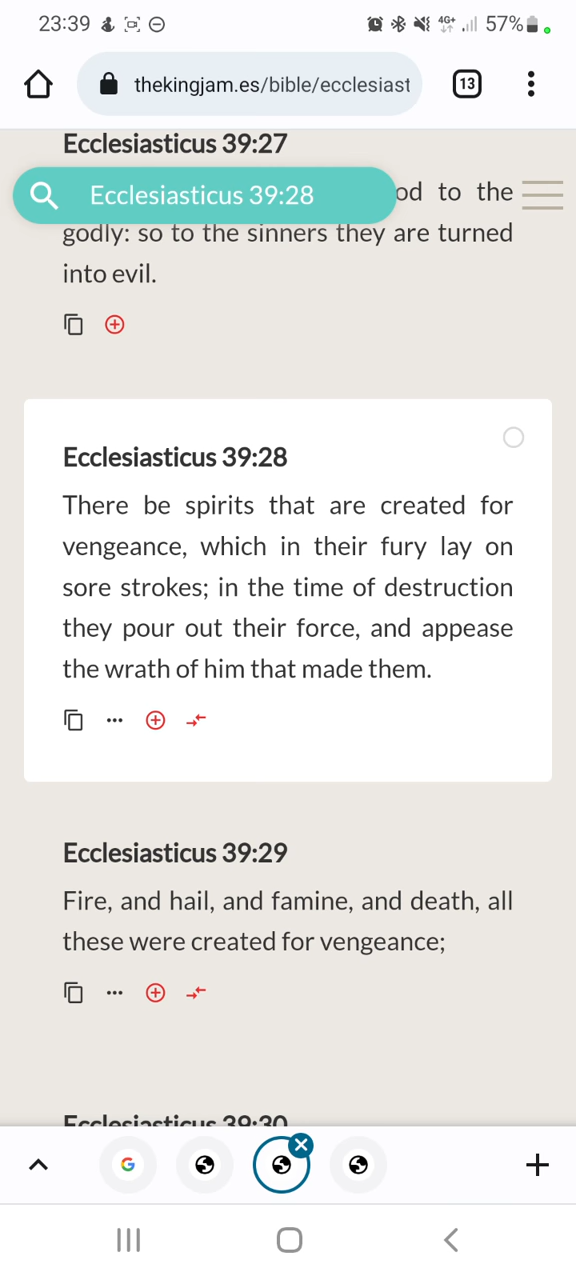 23:39
4G+ 57%
thekingjam.es/bible/ecclesiast
13
Ecclesiasticus 39:27
Ecclesiasticus 39:28
to the
godly: so to the sinners they are turned
into evil.
Ecclesiasticus 39:28
There be spirits that are created for
vengeance, which in their fury lay on
sore strokes; in the time of destruction
they pour out their force, and appease
the wrath of him that made them.
Ecclesiasticus 39:29
Fire, and hail, and famine, and death, all
these were created for vengeance;
Ecclesiasticus 39:30
G